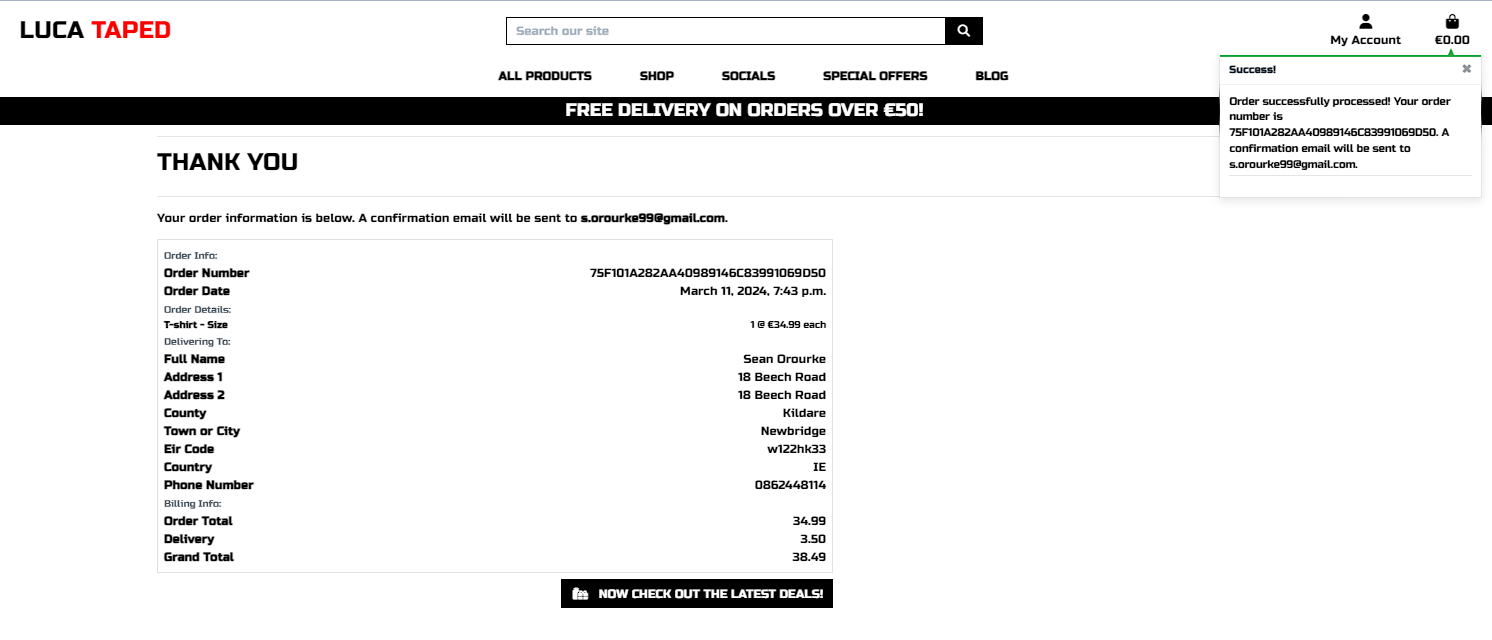 LUCA TAPED
Search our site
My Account
€0.00
ALL PRODUCTS SHOP SOCIALS SPECIAL OFFERS BLOG
FREE DELIVERY ON ORDERS OVER €50!
Success!
Order successfully processed! Your order
number is
75F101A282AA40989146C83991069D50. A
confirmation email will be sent to
s.orourke99@gmail.com.
THANK YOU
Your order information is below. A confirmation email will be sent to s.orourke99@gmail.com.
Order Info:
Order Number 75F101A282AA40989146C83991069D50
Order Date March 11, 2024, 7:43 p.m.
Order Details:
T-shirt - Size 1 @ €34.99 each
Delivering To:
Full Name Sean Orourke
Address 1 18 Beech Road
Address 2 18 Beech Road
County Kildare
Town or City Newbridge
Eir Code w122hk33
Country IE
Phone Number 0862448114
Billing Info:
Order Total 34.99
Delivery 3.50
Grand Total 38.49
NOW CHECK OUT THE LATEST DEALS!